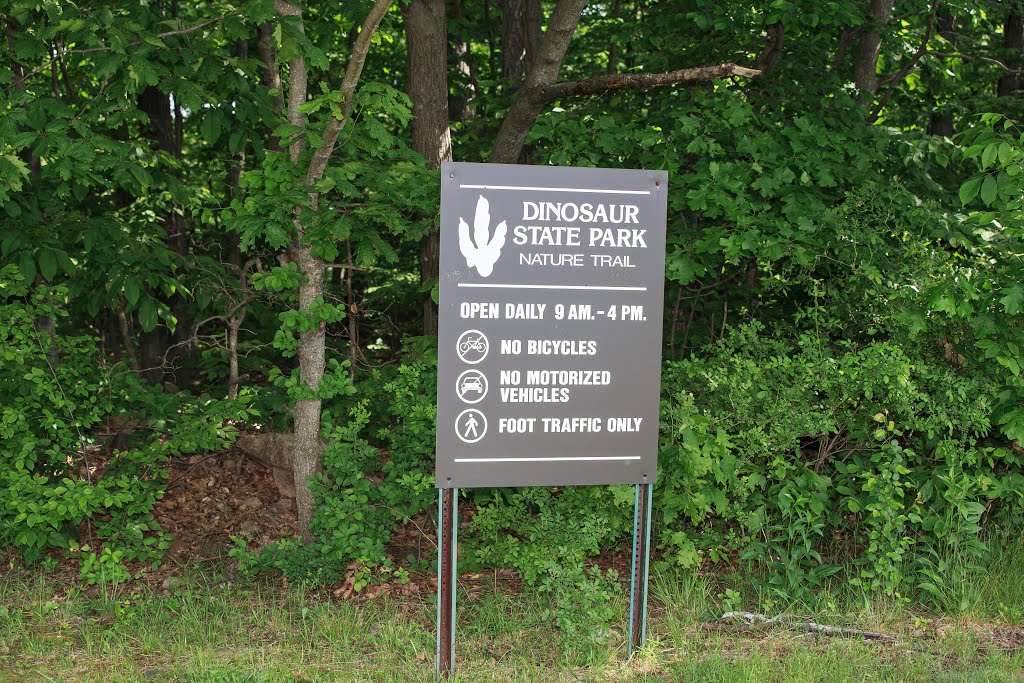 DINOSAUR
STATE PARK
NATURE TRAIL
OPEN DAILY 9 AM. - 4 PM.
NO BICYCLES
NO MOTORIZED
VEHICLES
FOOT TRAFFIC ONLY